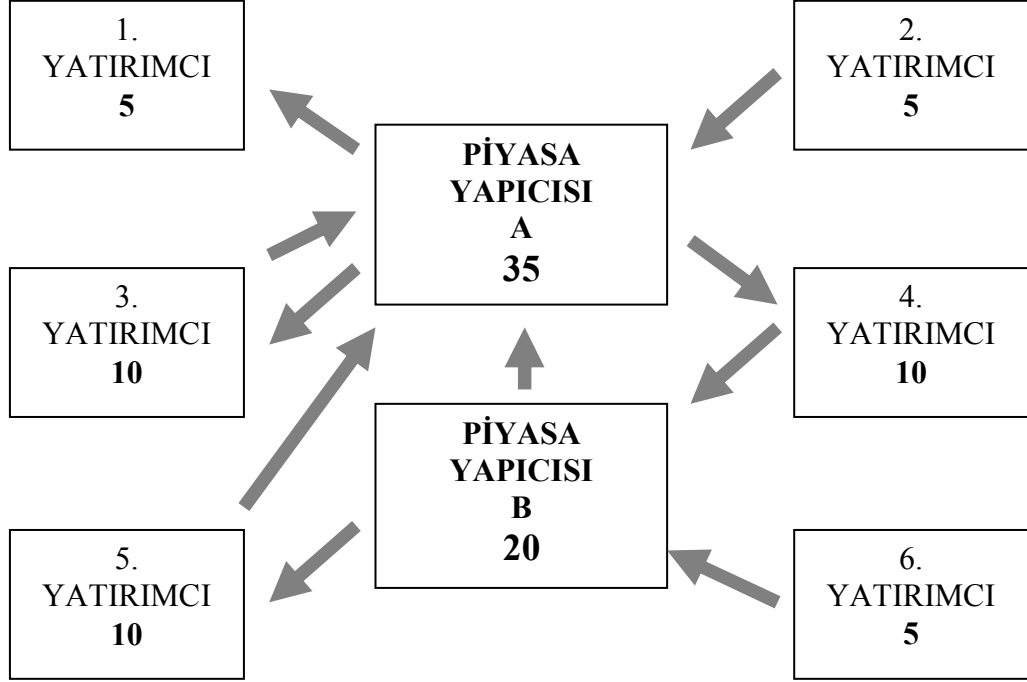 1.
YATIRIMCI
5
2.
YATIRIMCI
5
PİYASA
YAPICISI
A
35
3.
YATIRIMCI
10
4.
YATIRIMCI
10
PİYASA
YAPICISI
B
20
5.
YATIRIMCI
10
6.
YATIRIMCI
5